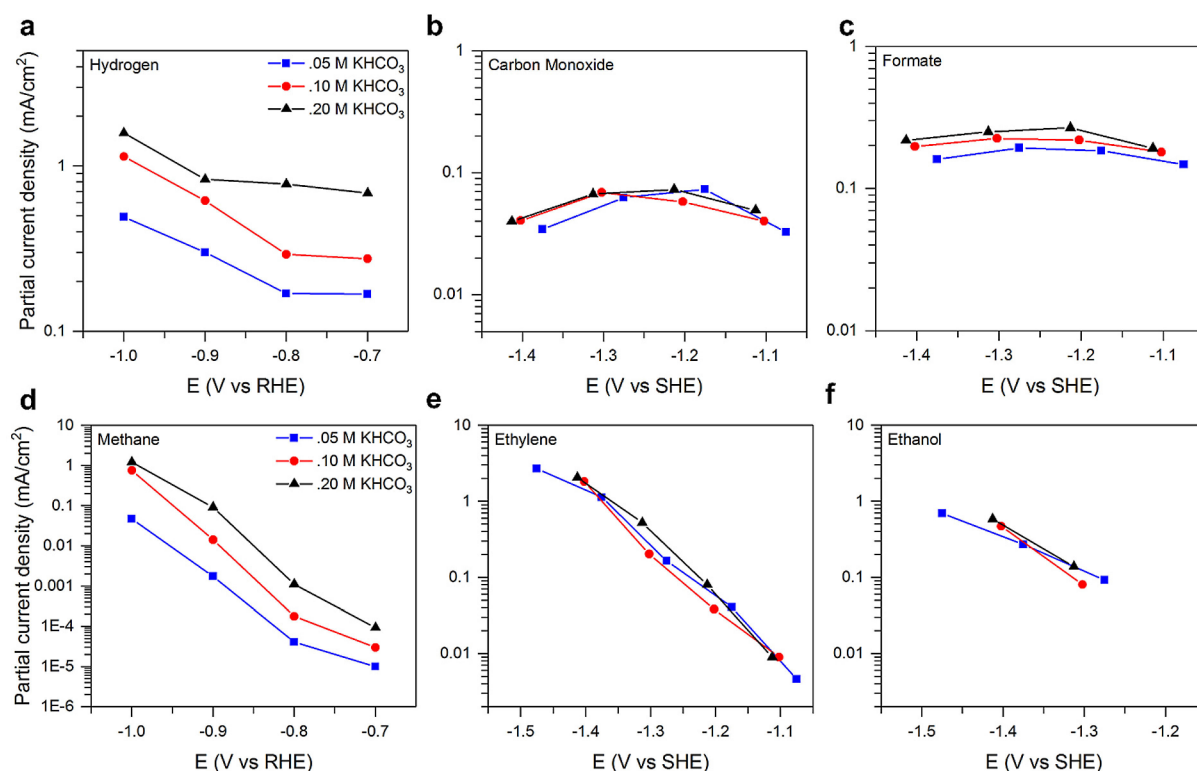 a
Hydrogen
.05 M KHCO3
.10 M KHCO3
.20 M KHCO3
Partial current density (mA/cm2)
1
0.1
-1.0 -0.9 -0.8 -0.7
E (V vs RHE)
b
Carbon Monoxide
1
0.1
0.01
-1.4 -1.3 -1.2 -1.1
E (V vs SHE)
c
Formate
1
0.1
0.01
-1.4 -1.3 -1.2 -1.1
E (V vs SHE)
d
Methane
.05 M KHCO3
.10 M KHCO3
.20 M KHCO3
Partial current density (mA/cm2)
10
1
0.1
0.01
0.001
1E-4
1E-5
1E-6
-1.0 -0.9 -0.8 -0.7
E (V vs RHE)
e
Ethylene
10
1
0.1
0.01
-1.5 -1.4 -1.3 -1.2 -1.1
E (V vs SHE)
f
Ethanol
10
1
0.1
0.01
-1.5 -1.4 -1.3 -1.2
E (V vs SHE)